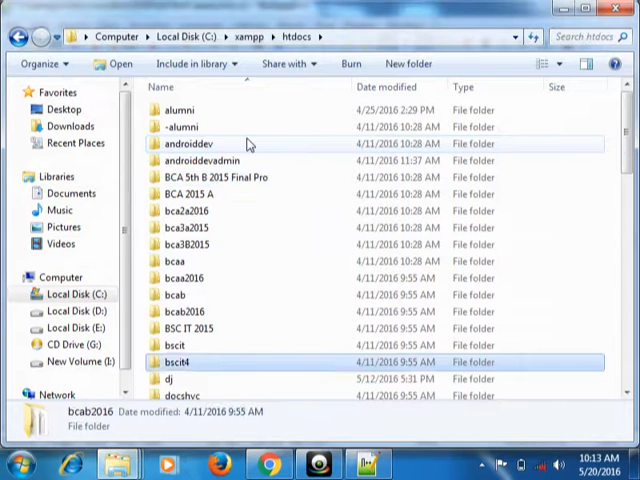 Computer ▸ Local Disk (C:) ▸ xampp ▸ htdocs ▸
Search htdocs
Organize Open Include in library Share with Burn New folder
Name Date modified Type Size
Favorites
Desktop
Downloads
Recent Places
Libraries
Documents
Music
Pictures
Videos
Computer
Local Disk (C:)
Local Disk (D:)
Local Disk (E:)
CD Drive (G:)
New Volume (I:)
Network
alumni 4/25/2016 2:29 PM File folder
-alumni 4/11/2016 10:28 AM File folder
androiddev 4/11/2016 10:28 AM File folder
androiddevadmin 4/11/2016 11:37 AM File folder
BCA 5th B 2015 Final Pro 4/11/2016 10:28 AM File folder
BCA 2015 A 4/11/2016 10:28 AM File folder
bca2a2016 4/11/2016 10:28 AM File folder
bca3a2015 4/11/2016 10:28 AM File folder
bca3B2015 4/11/2016 10:28 AM File folder
bcaa 4/11/2016 10:28 AM File folder
bcaa2016 4/11/2016 9:55 AM File folder
bcab 4/11/2016 9:55 AM File folder
bcab2016 4/11/2016 9:55 AM File folder
BSC IT 2015 4/11/2016 9:55 AM File folder
bscit 4/11/2016 9:55 AM File folder
bscit4 4/11/2016 9:55 AM File folder
dj 5/12/2016 5:31 PM File folder
docshvc 4/11/2016 9:55 AM File folder
bcab2016 Date modified: 4/11/2016 9:55 AM
File folder
10:13 AM
5/20/2016